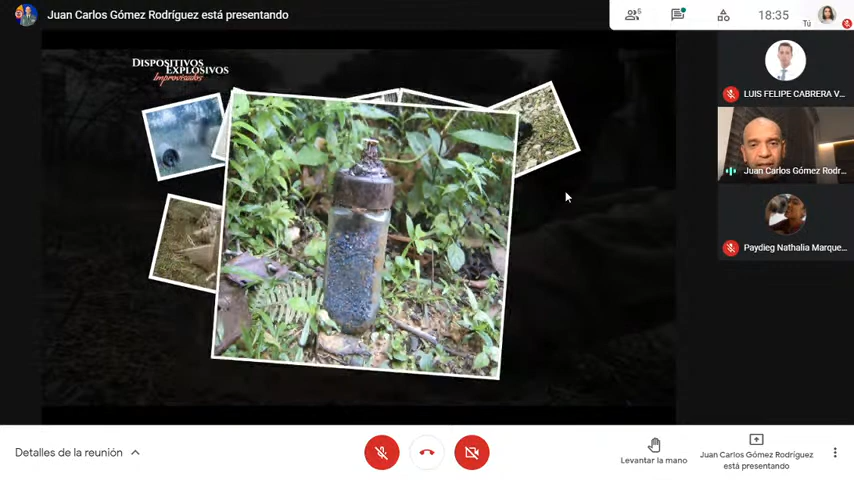 Juan Carlos Gómez Rodríguez está presentando
5
18:35
Tú
DISPOSITIVOS
EXPLOSIVOS
Improvisados
LUIS FELIPE CABRERA V...
Juan Carlos Gómez Rodr...
Paydieg Nathalia Marque...
Detalles de la reunión
Levantar la mano
Juan Carlos Gómez Rodríguez
está presentando